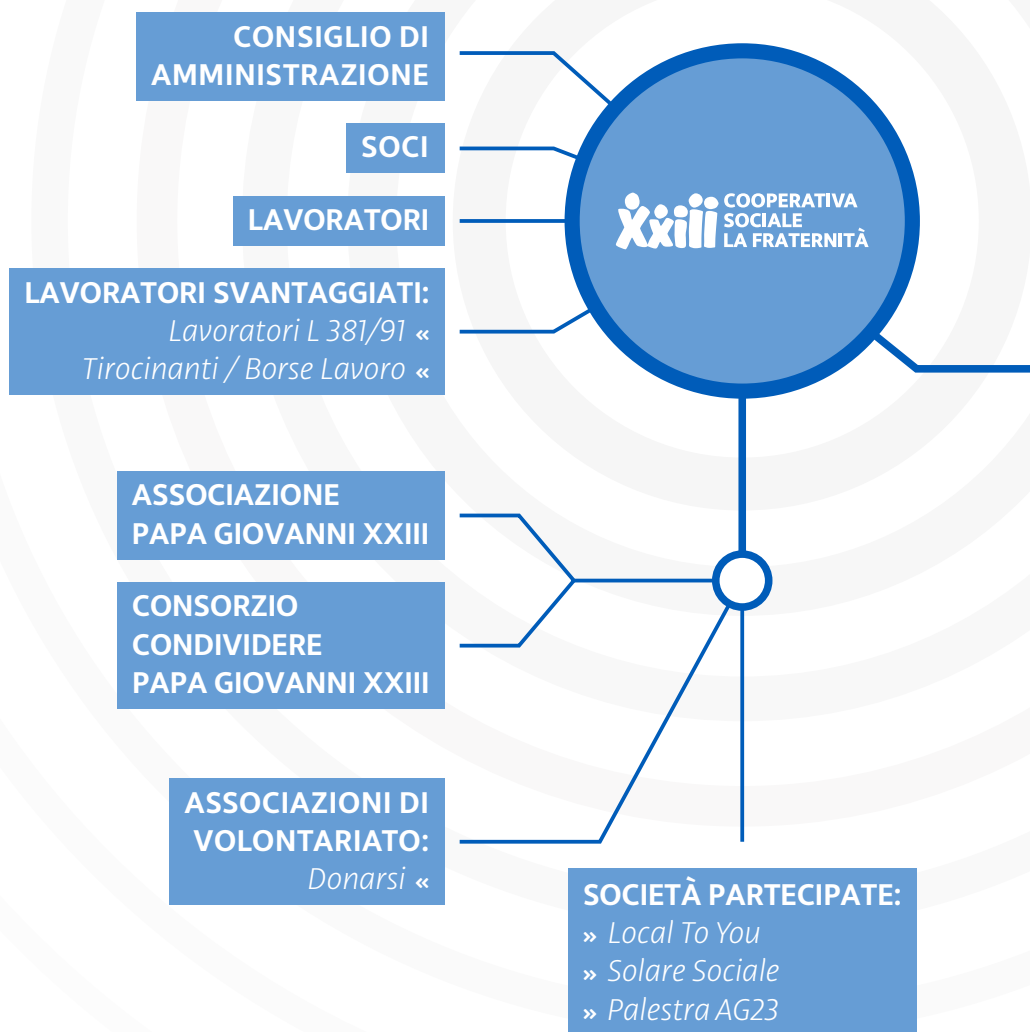 CONSIGLIO DI
AMMINISTRAZIONE
SOCI
LAVORATORI
LAVORATORI SVANTAGGIATI:
Lavoratori L 381/91 «
Tirocinanti / Borse Lavoro «
xxiii COOPERATIVA
SOCIALE
LA FRATERNITÀ
ASSOCIAZIONE
PAPA GIOVANNI XXIII
CONSORZIO
CONDIVIDERE
PAPA GIOVANNI XXIII
ASSOCIAZIONI DI
VOLONTARIATO:
Donarsi «
SOCIETÀ PARTECIPATE:
» Local To You
» Solare Sociale
» Palestra AG23